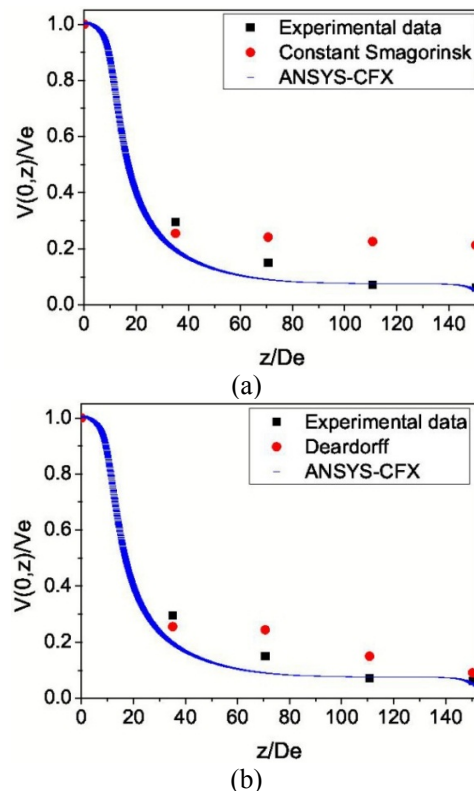 Experimental data
Constant Smagorinsk
ANSYS-CFX
V(0,z)/Ve
1.0
0.8
0.6
0.4
0.2
0.0
0 20 40 60 80 100 120 140
z/De
(a)
Experimental data
Deardorff
ANSYS-CFX
V(0,z)/Ve
1.0
0.8
0.6
0.4
0.2
0.0
0 20 40 60 80 100 120 140
z/De
(b)